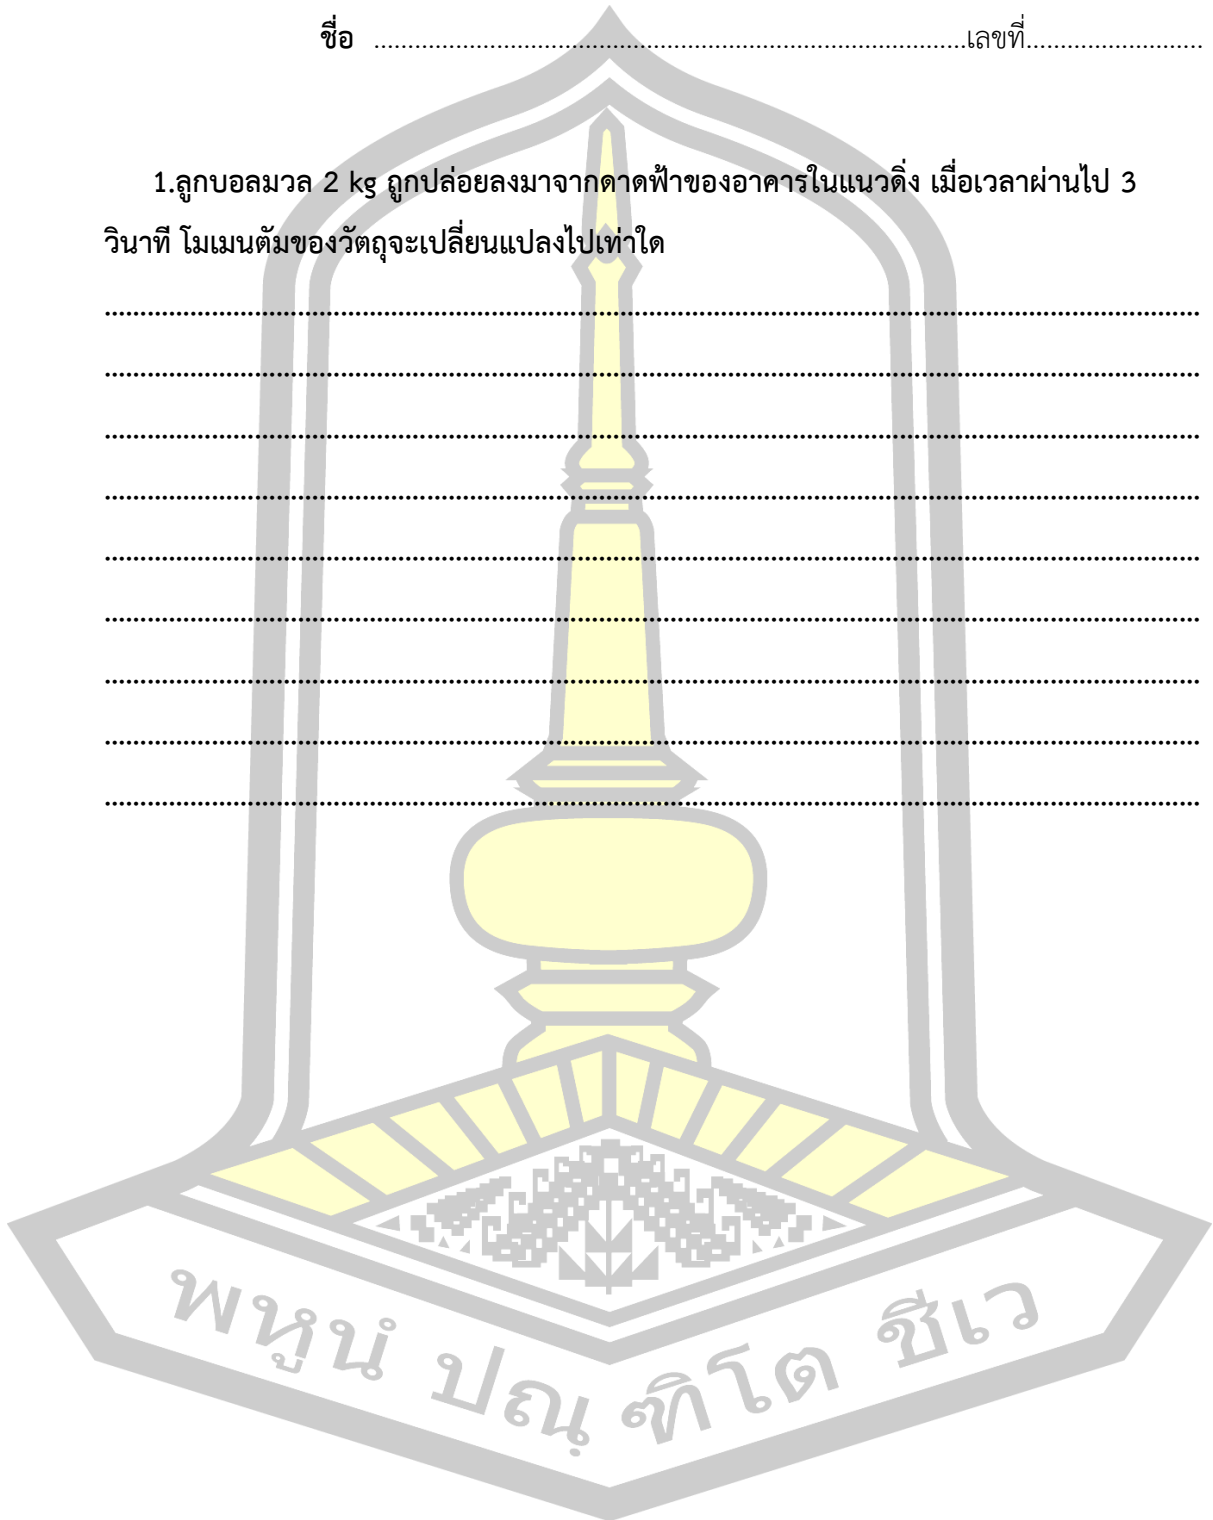 ชื่อ ........................................................................................เลขที่..........................
1.ลูกบอลมวล 2 kg ถูกปล่อยลงมาจากดาดฟ้าของอาคารในแนวดิ่ง เมื่อเวลาผ่านไป 3
วินาที โมเมนตัมของวัตถุจะเปลี่ยนแปลงไปเท่าใด
พหูนํ ปณฺฑิโต ชีเว